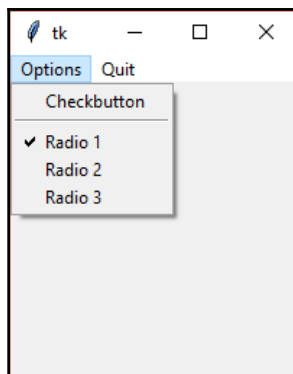 tk
Options Quit
Checkbutton
Radio 1
Radio 2
Radio 3